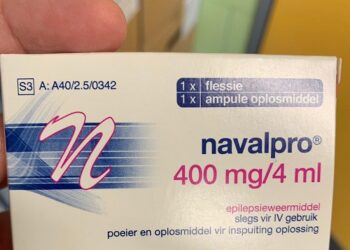 S3 A: A40/2.5/0342
1 x flessie
1 x ampule oplosmiddel
n
navalpro®
400 mg/4 ml
epilepsieweermiddel
slegs vir IV gebruik
poeier en oplosmiddel vir inspuiting oplossing